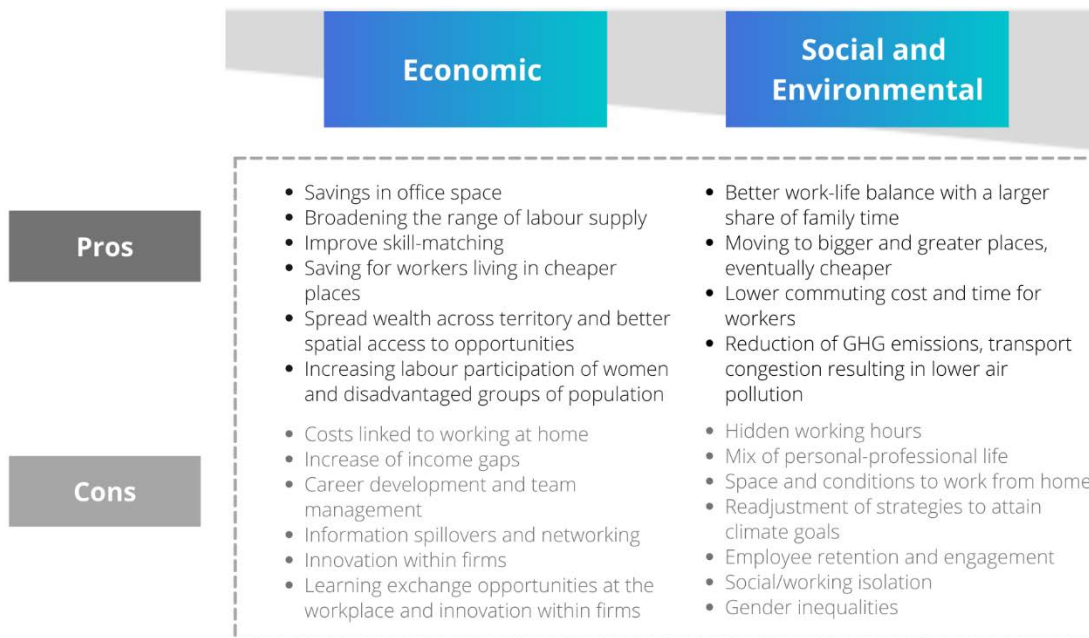 Economic
Social and
Environmental
Pros
• Savings in office space
• Broadening the range of labour supply
• Improve skill-matching
• Saving for workers living in cheaper
places
• Spread wealth across territory and better
spatial access to opportunities
• Increasing labour participation of women
and disadvantaged groups of population
• Better work-life balance with a larger
share of family time
• Moving to bigger and greater places,
eventually cheaper
• Lower commuting cost and time for
workers
• Reduction of GHG emissions, transport
congestion resulting in lower air
pollution
Cons
• Costs linked to working at home
• Increase of income gaps
• Career development and team
management
• Information spillovers and networking
• Innovation within firms
• Learning exchange opportunities at the
workplace and innovation within firms
• Hidden working hours
• Mix of personal-professional life
• Space and conditions to work from home
• Readjustment of strategies to attain
climate goals
• Employee retention and engagement
• Social/working isolation
• Gender inequalities